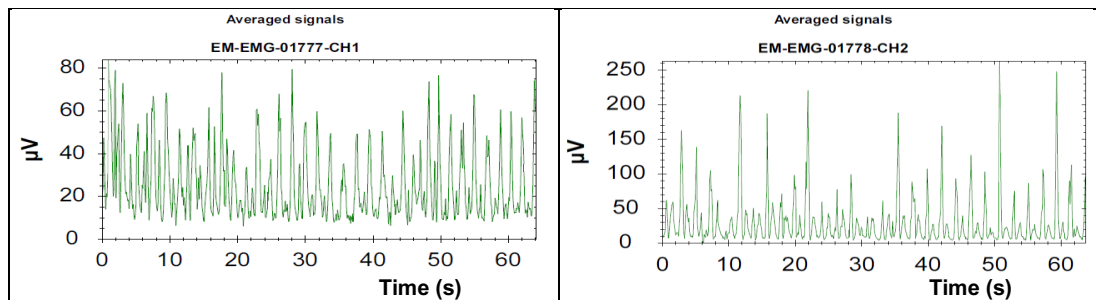 Averaged signals
EM-EMG-01777-CH1
80
60
40
20
0
µV
0 10 20 30 40 50 60
Time (s)
Averaged signals
EM-EMG-01778-CH2
250
200
150
100
50
0
µV
0 10 20 30 40 50 60
Time (s)